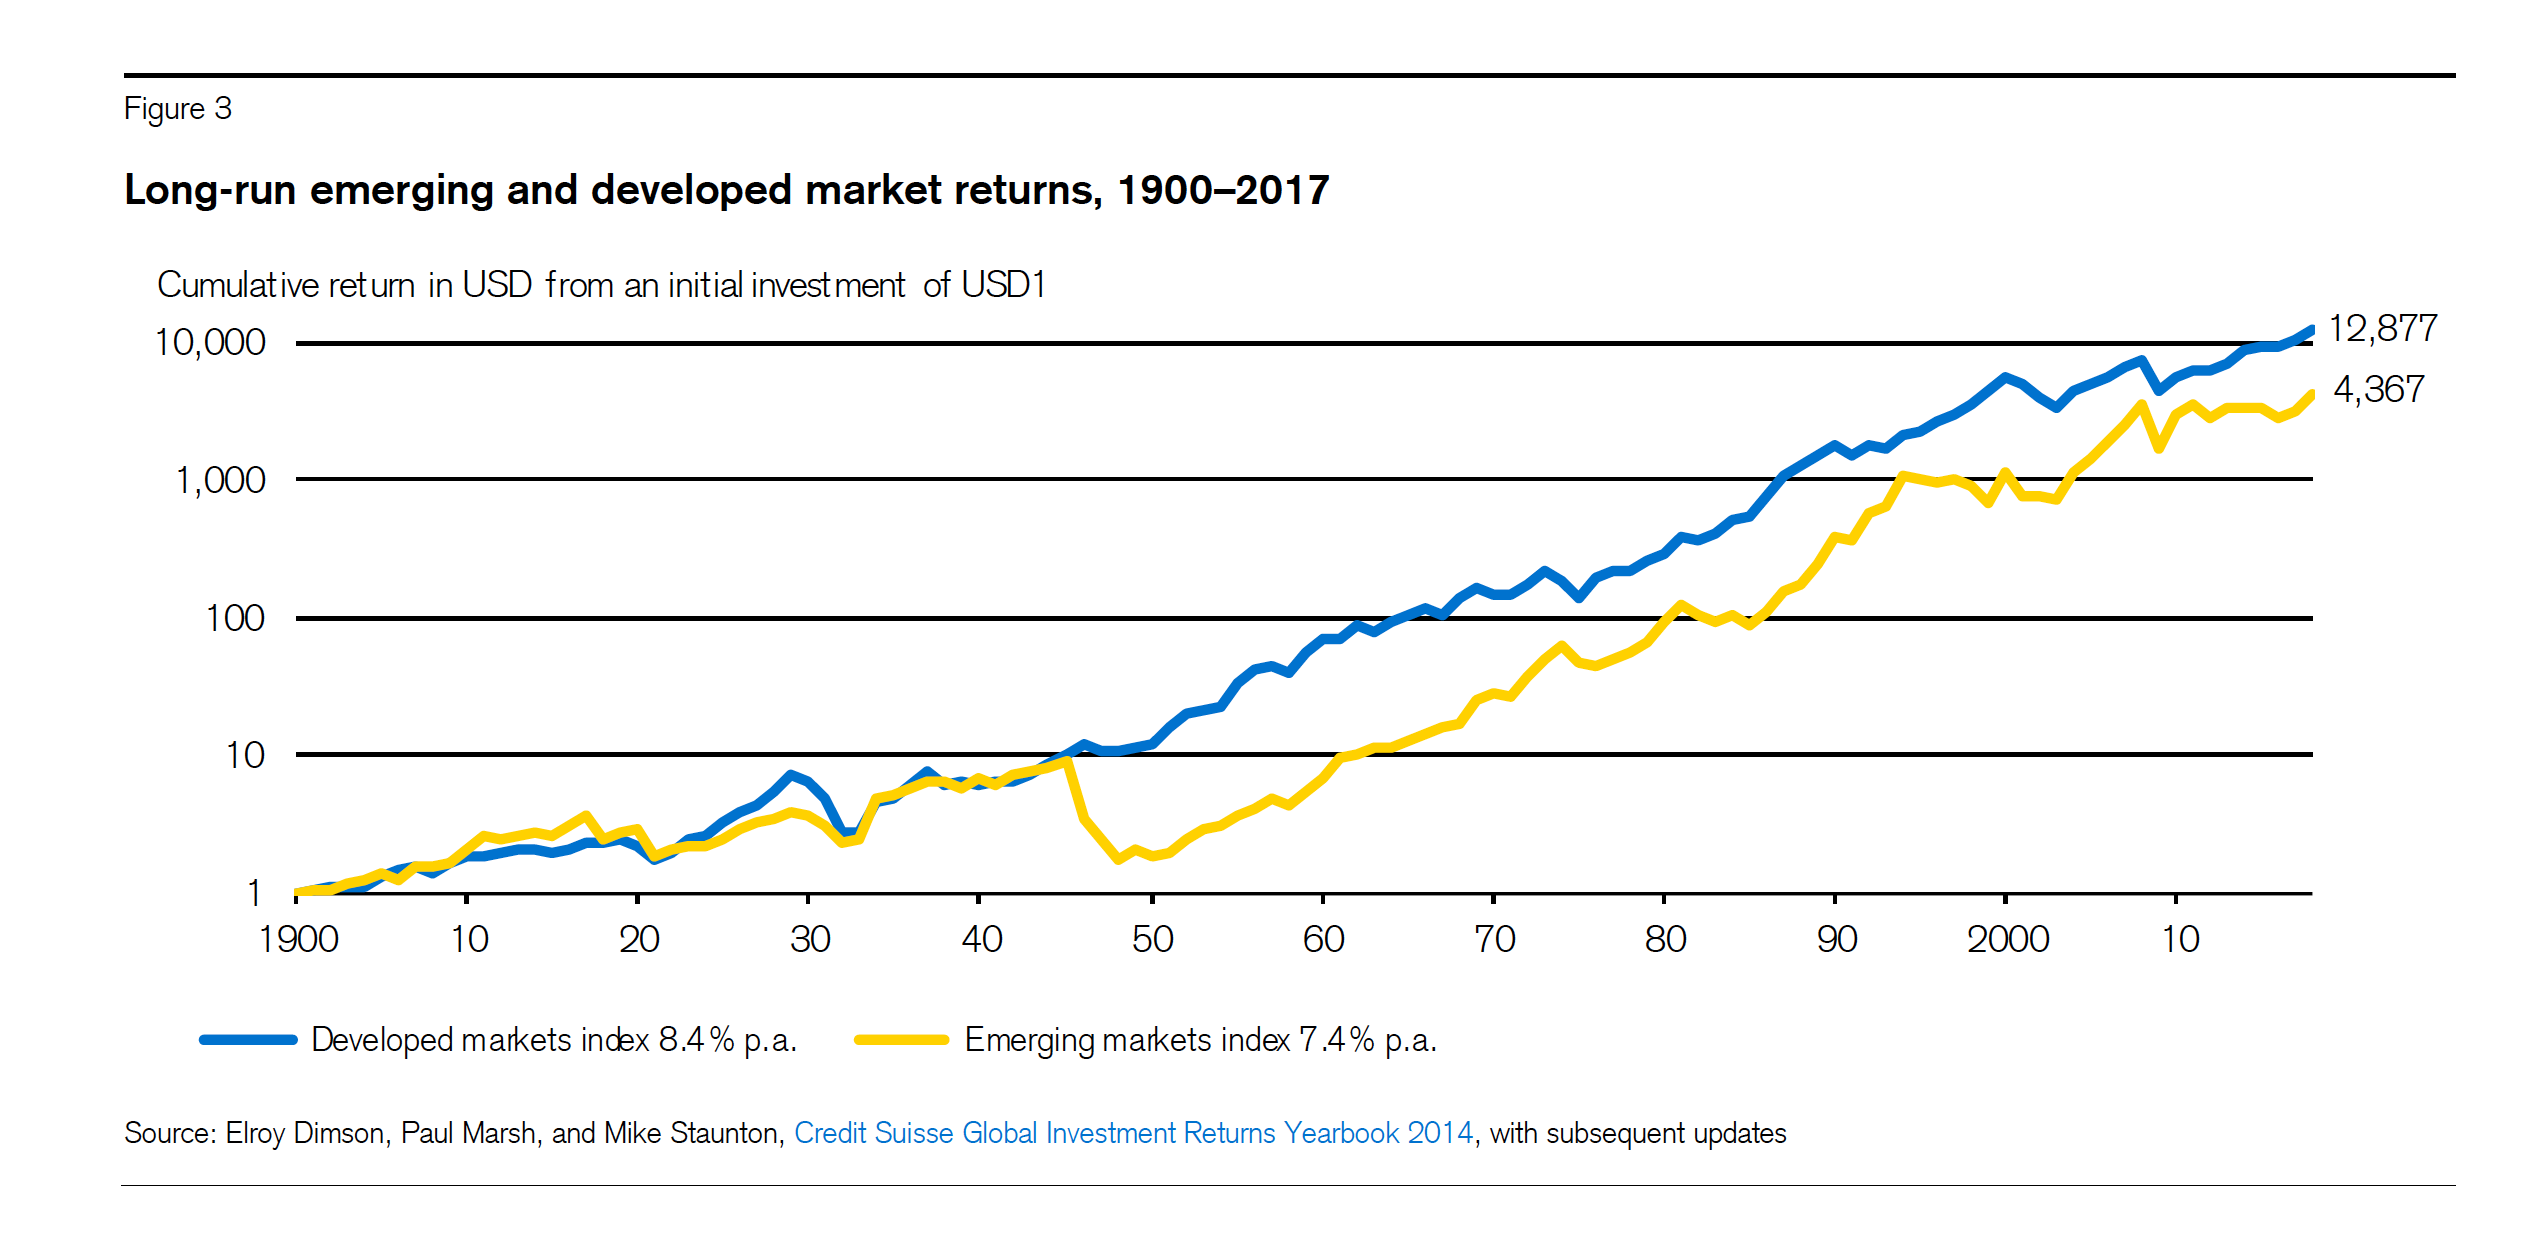 Figure 3
Long-run emerging and developed market returns, 1900–2017
Cumulative return in USD from an initial investment of USD1
10,000
1,000
100
10
1
12,877
4,367
1900 10 20 30 40 50 60 70 80 90 2000 10
Developed markets index 8.4% p.a. Emerging markets index 7.4% p.a.
Source: Elroy Dimson, Paul Marsh, and Mike Staunton, Credit Suisse Global Investment Returns Yearbook 2014, with subsequent updates